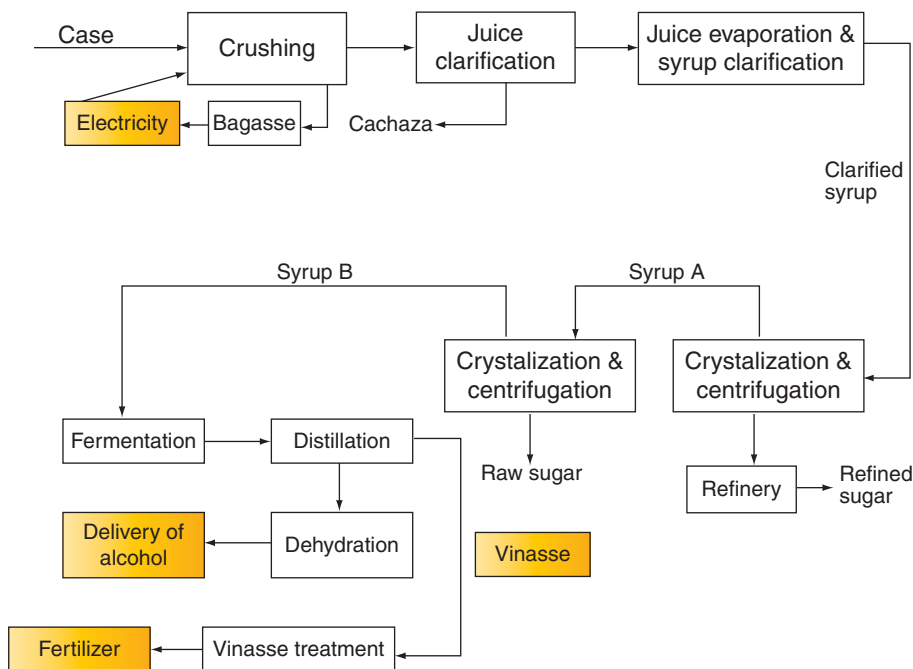 Case
Crushing
Juice
clarification
Juice evaporation &
syrup clarification
Electricity
Bagasse
Cachaza
Clarified
syrup
Syrup B
Syrup A
Crystalization &
centrifugation
Crystalization &
centrifugation
Fermentation
Distillation
Raw sugar
Refinery
Refined
sugar
Delivery of
alcohol
Dehydration
Vinasse
Fertilizer
Vinasse treatment